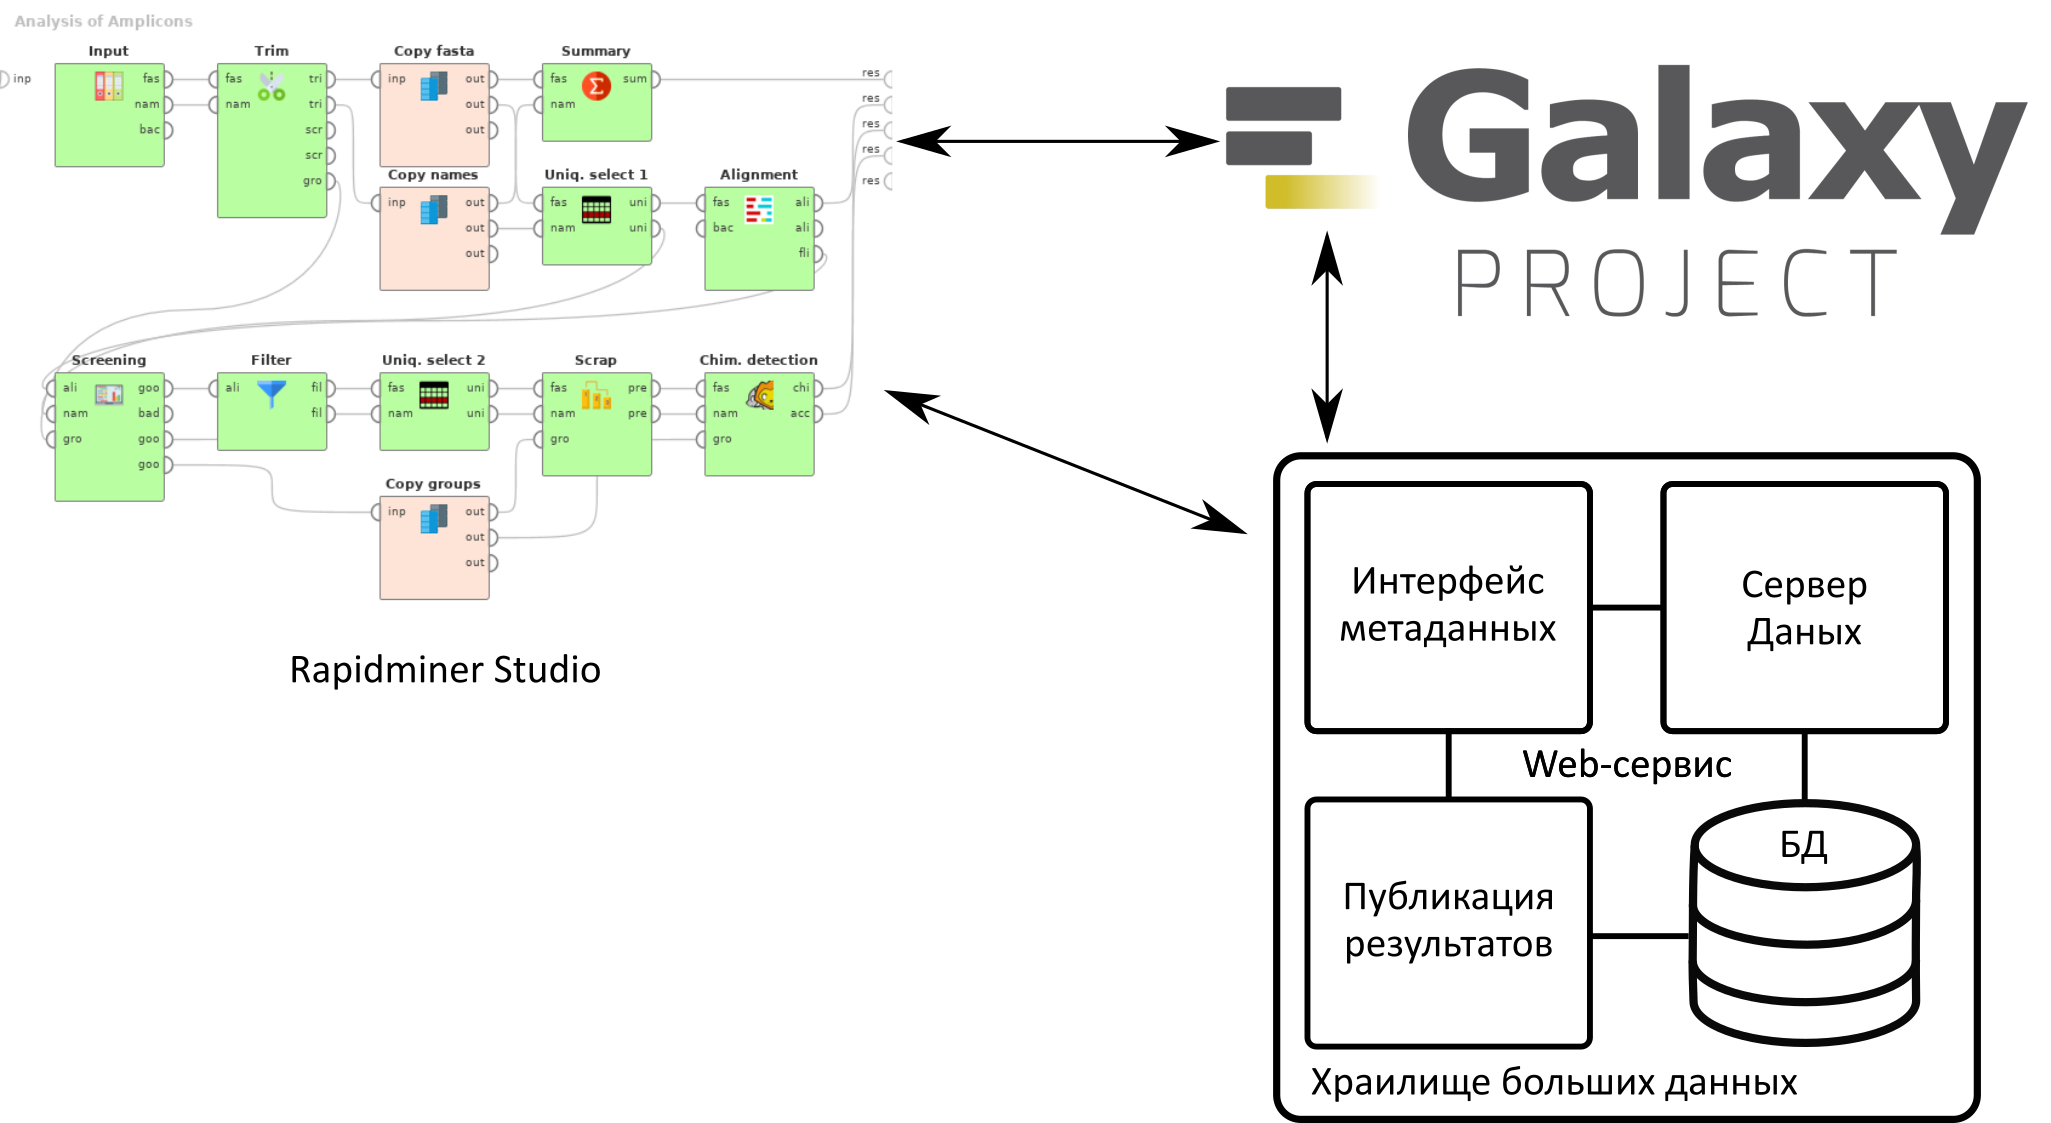 Analysis of Amplicons
Input
Trim
Copy fasta
Summary
inp
fas
nam
bac
fas
nam
tri
tri
scr
scr
gro
inp
out
out
out
fas
nam
sum
res
res
res
res
res
Copy names
Uniq. select 1
Alignment
inp
out
out
out
fas
nam
uni
uni
fas
bac
ali
ali
fli
Screening
Filter
Uniq. select 2
Scrap
Chim. detection
ali
nam
gro
goo
bad
goo
goo
ali
fil
fil
fas
nam
uni
uni
fas
nam
gro
pre
pre
fas
nam
gro
chi
acc
Copy groups
inp
out
out
out
Rapidminer Studio
Galaxy
PROJECT
Интерфейс
метаданных
Сервер
Даных
Web-сервис
Публикация
результатов
БД
Храилище больших данных